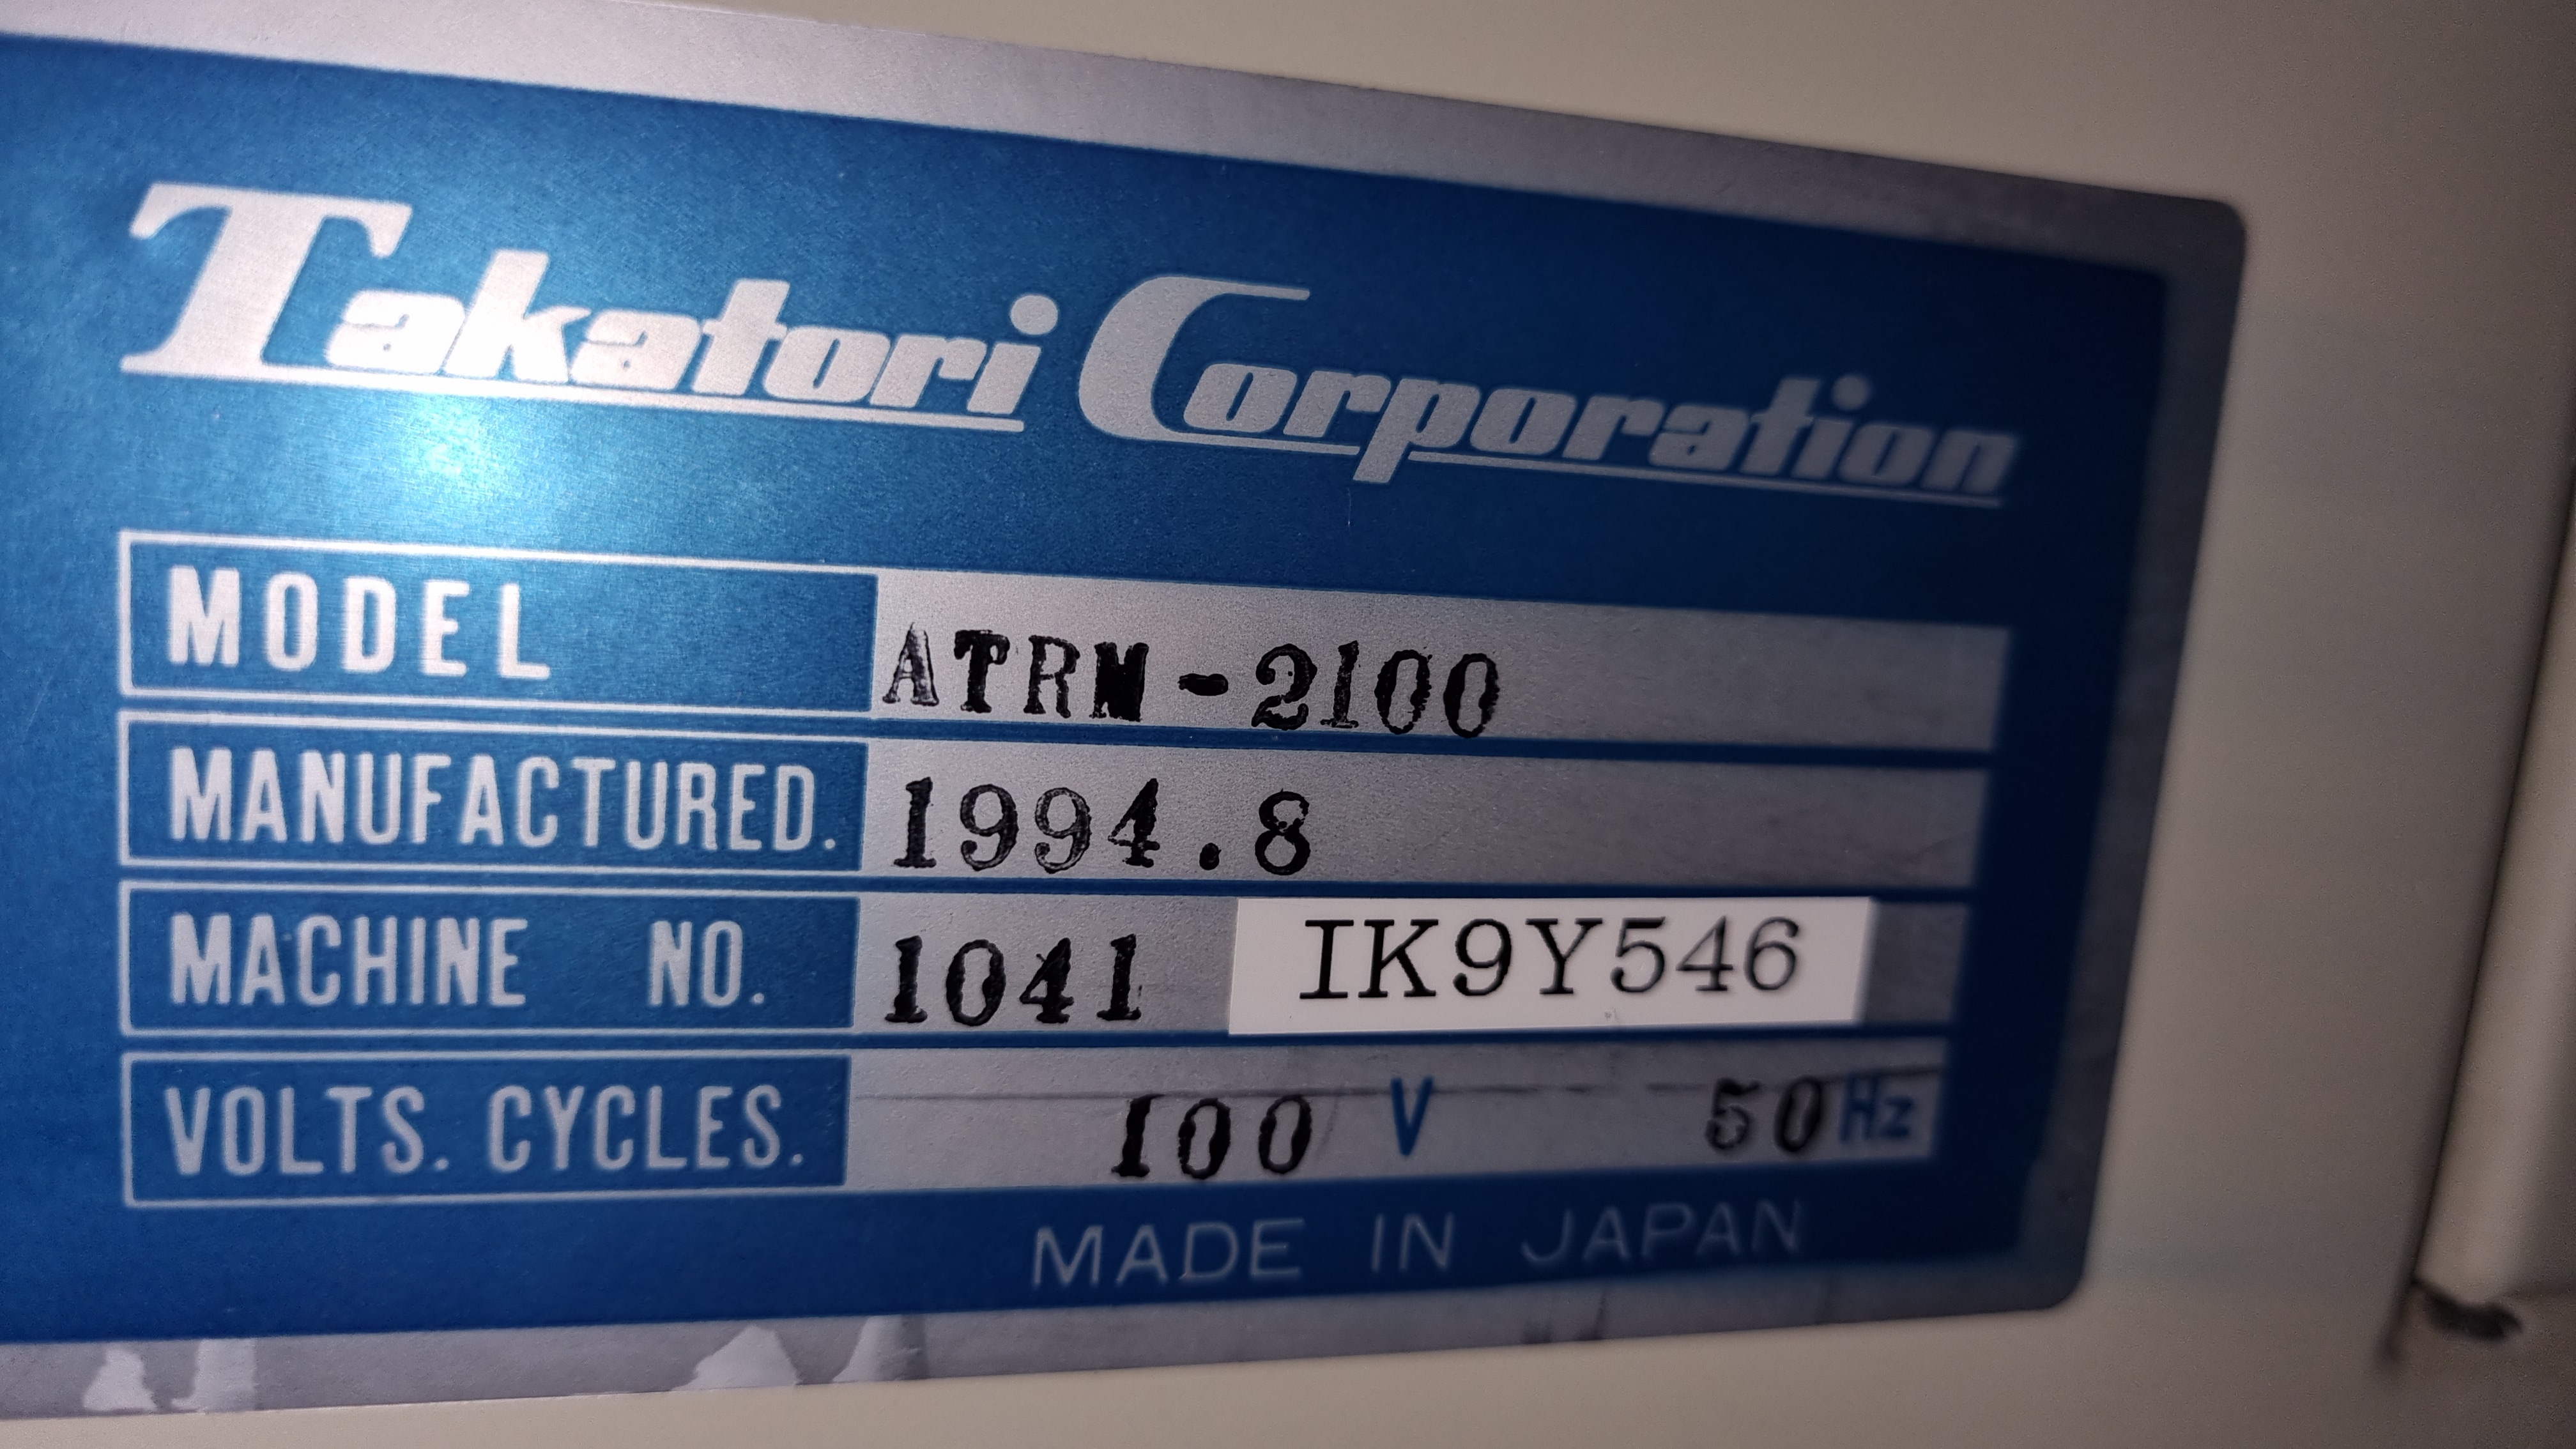 Takatori Corporation
MODEL ATRM-2100
MANUFACTURED. 1994.8
MACHINE NO. 1041 IK9Y546
VOLTS. CYCLES. 100 V 50 Hz
MADE IN JAPAN